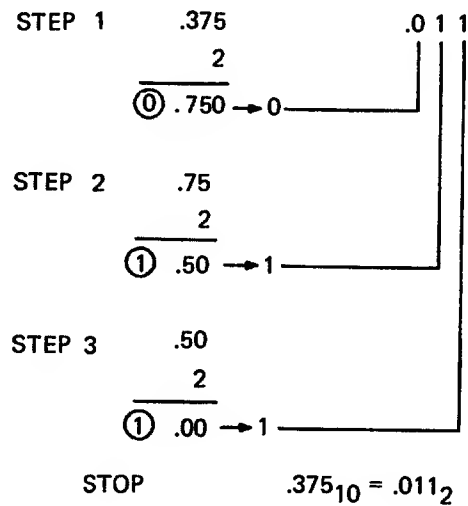 STEP 1 .375 .0 1 1
2
0 .750 → 0
STEP 2 .75
2
1 .50 → 1
STEP 3 .50
2
1 .00 → 1
STOP .375₁₀ = .011₂